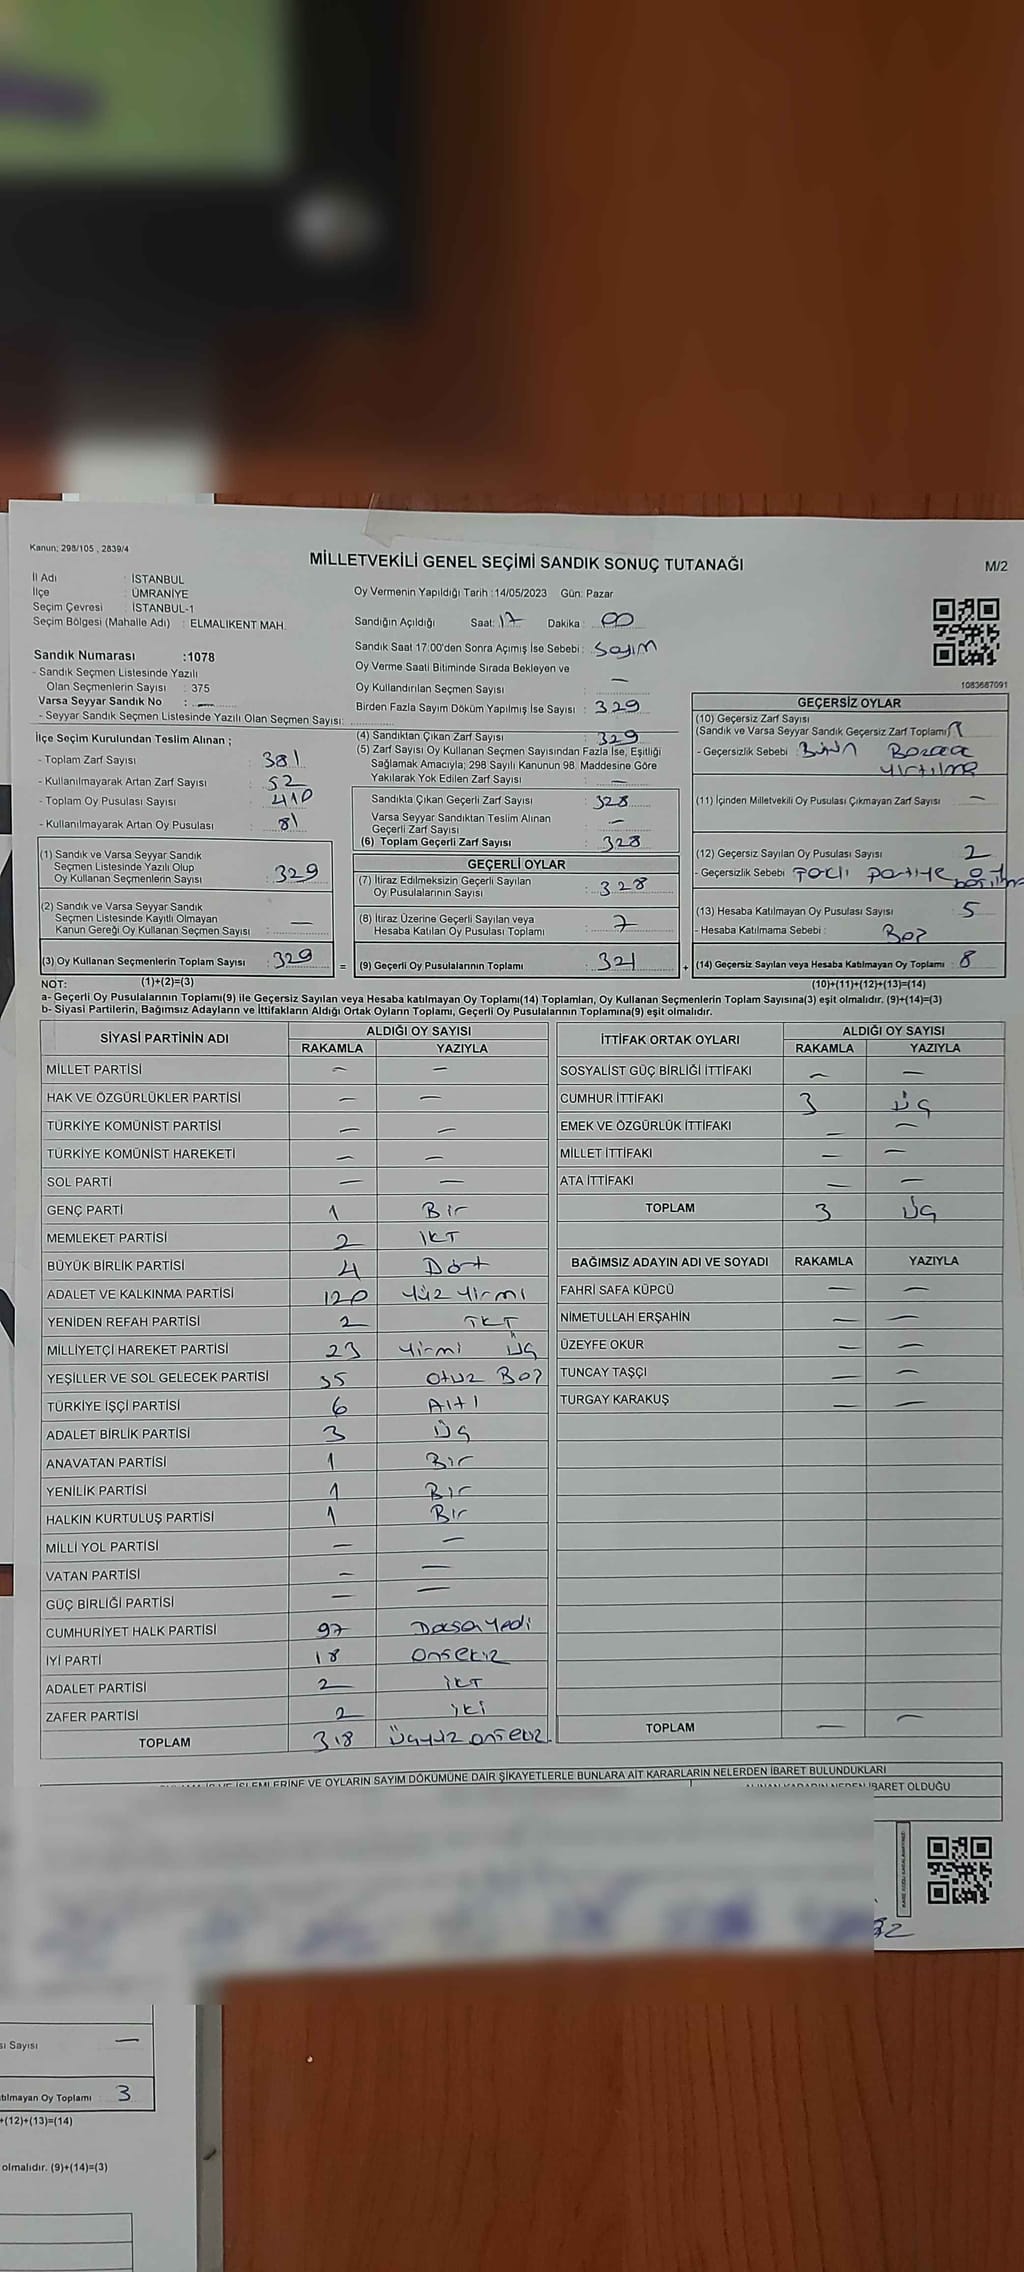 Kanun; 298/105 , 2839/4
MİLLETVEKİLİ GENEL SEÇİMİ SANDIK SONUÇ TUTANAĞI
M/2
İl Adı : İSTANBUL
İlçe : ÜMRANİYE
Seçim Çevresi : İSTANBUL-1
Seçim Bölgesi (Mahalle Adı) : ELMALIKENT MAH.
Oy Vermenin Yapıldığı Tarih :14/05/2023 Gün: Pazar
Sandığın Açıldığı Saat: 17 Dakika : 00
Sandık Saat 17.00'den Sonra Açımış İse Sebebi : Sayım
Oy Verme Saati Bitiminde Sırada Bekleyen ve
Oy Kullandırılan Seçmen Sayısı : —
Birden Fazla Sayım Döküm Yapılmış İse Sayısı : 329
Sandık Numarası :1078
- Sandık Seçmen Listesinde Yazılı
Olan Seçmenlerin Sayısı : 375
Varsa Seyyar Sandık No : —
- Seyyar Sandık Seçmen Listesinde Yazılı Olan Seçmen Sayısı:
1083687091
İlçe Seçim Kurulundan Teslim Alınan ;
- Toplam Zarf Sayısı : 381
- Kullanılmayarak Artan Zarf Sayısı : 52
- Toplam Oy Pusulası Sayısı : 410
- Kullanılmayarak Artan Oy Pusulası : 81
(1) Sandık ve Varsa Seyyar Sandık
Seçmen Listesinde Yazılı Olup
Oy Kullanan Seçmenlerin Sayısı : 329
(2) Sandık ve Varsa Seyyar Sandık
Seçmen Listesinde Kayıtlı Olmayan
Kanun Gereği Oy Kullanan Seçmen Sayısı : —
(3) Oy Kullanan Seçmenlerin Toplam Sayısı : 329
(4) Sandıktan Çıkan Zarf Sayısı : 329
(5) Zarf Sayısı Oy Kullanan Seçmen Sayısından Fazla İse, Eşitliği
Sağlamak Amacıyla; 298 Sayılı Kanunun 98. Maddesine Göre
Yakılarak Yok Edilen Zarf Sayısı : —
Sandıkta Çıkan Geçerli Zarf Sayısı : 328
Varsa Seyyar Sandıktan Teslim Alınan
Geçerli Zarf Sayısı : —
(6) Toplam Geçerli Zarf Sayısı : 328
GEÇERLİ OYLAR
(7) İtiraz Edilmeksizin Geçerli Sayılan
Oy Pusulalarının Sayısı : 328
(8) İtiraz Üzerine Geçerli Sayılan veya
Hesaba Katılan Oy Pusulası Toplamı : 7
= (9) Geçerli Oy Pusulalarının Toplamı : 321 +
GEÇERSİZ OYLAR
(10) Geçersiz Zarf Sayısı
(Sandık ve Varsa Seyyar Sandık Geçersiz Zarf Toplamı) 1
- Geçersizlik Sebebi :
yırtılma
(11) İçinden Milletvekili Oy Pusulası Çıkmayan Zarf Sayısı : —
(12) Geçersiz Sayılan Oy Pusulası Sayısı : 2
- Geçersizlik Sebebi : partiye
(13) Hesaba Katılmayan Oy Pusulası Sayısı : 5
- Hesaba Katılmama Sebebi : Boş
(14) Geçersiz Sayılan veya Hesaba Katılmayan Oy Toplamı : 8
NOT: (1)+(2)=(3) (10)+(11)+(12)+(13)=(14)
a- Geçerli Oy Pusulalarının Toplamı(9) ile Geçersiz Sayılan veya Hesaba katılmayan Oy Toplamı(14) Toplamları, Oy Kullanan Seçmenlerin Toplam Sayısına(3) eşit olmalıdır. (9)+(14)=(3)
b- Siyasi Partilerin, Bağımsız Adayların ve İttifakların Aldığı Ortak Oyların Toplamı, Geçerli Oy Pusulalarının Toplamına(9) eşit olmalıdır.
SİYASİ PARTİNİN ADI ALDIĞI OY SAYISI
RAKAMLA YAZIYLA
MİLLET PARTİSİ — —
HAK VE ÖZGÜRLÜKLER PARTİSİ — —
TÜRKİYE KOMÜNİST PARTİSİ — —
TÜRKİYE KOMÜNİST HAREKETİ — —
SOL PARTİ — —
GENÇ PARTİ 1 Bir
MEMLEKET PARTİSİ 2 İKİ
BÜYÜK BİRLİK PARTİSİ 4 Dört
ADALET VE KALKINMA PARTİSİ 120 Yüz Yirmi
YENİDEN REFAH PARTİSİ 2 İKİ
MİLLİYETÇİ HAREKET PARTİSİ 23 Yirmi Üç
YEŞİLLER VE SOL GELECEK PARTİSİ 35 Otuz Beş
TÜRKİYE İŞÇİ PARTİSİ 6 Altı
ADALET BİRLİK PARTİSİ 3 Üç
ANAVATAN PARTİSİ 1 Bir
YENİLİK PARTİSİ 1 Bir
HALKIN KURTULUŞ PARTİSİ 1 Bir
MİLLİ YOL PARTİSİ — —
VATAN PARTİSİ — —
GÜÇ BİRLİĞİ PARTİSİ — —
CUMHURİYET HALK PARTİSİ 97 Doksan Yedi
İYİ PARTİ 18 Onsekiz
ADALET PARTİSİ 2 İKİ
ZAFER PARTİSİ 2 İki
TOPLAM 318 Üçyüz onsekiz
İTTİFAK ORTAK OYLARI ALDIĞI OY SAYISI
RAKAMLA YAZIYLA
SOSYALİST GÜÇ BİRLİĞİ İTTİFAKI — —
CUMHUR İTTİFAKI 3 Üç
EMEK VE ÖZGÜRLÜK İTTİFAKI — —
MİLLET İTTİFAKI — —
ATA İTTİFAKI — —
TOPLAM 3 Üç
BAĞIMSIZ ADAYIN ADI VE SOYADI RAKAMLA YAZIYLA
FAHRİ SAFA KÜPCÜ — —
NİMETULLAH ERŞAHİN — —
ÜZEYFE OKUR — —
TUNCAY TAŞÇI — —
TURGAY KARAKUŞ — —
TOPLAM — —
İŞLEMLERİNE VE OYLARIN SAYIM DÖKÜMÜNE DAİR ŞİKAYETLERLE BUNLARA AİT KARARLARIN NELERDEN İBARET BULUNDUKLARI
ALINAN KARARIN NEDEN İBARET OLDUĞU
sı Sayısı —
atılmayan Oy Toplamı : 3
+(12)+(13)=(14)
olmalıdır. (9)+(14)=(3)